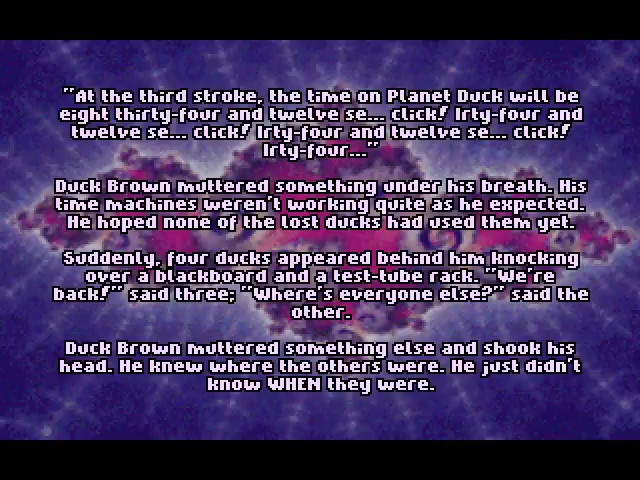 "At the third stroke, the time on Planet Duck will be
eight thirty-four and twelve se... click! Irty-four and
twelve se... click! Irty-four and twelve se... click!
Irty-four..."
Duck Brown muttered something under his breath. His
time machines weren't working quite as he expected.
He hoped none of the lost ducks had used them yet.
Suddenly, four ducks appeared behind him knocking
over a blackboard and a test-tube rack. "We're
back!" said three; "Where's everyone else?" said the
other.
Duck Brown muttered something else and shook his
head. He knew where the others were. He just didn't
know WHEN they were.